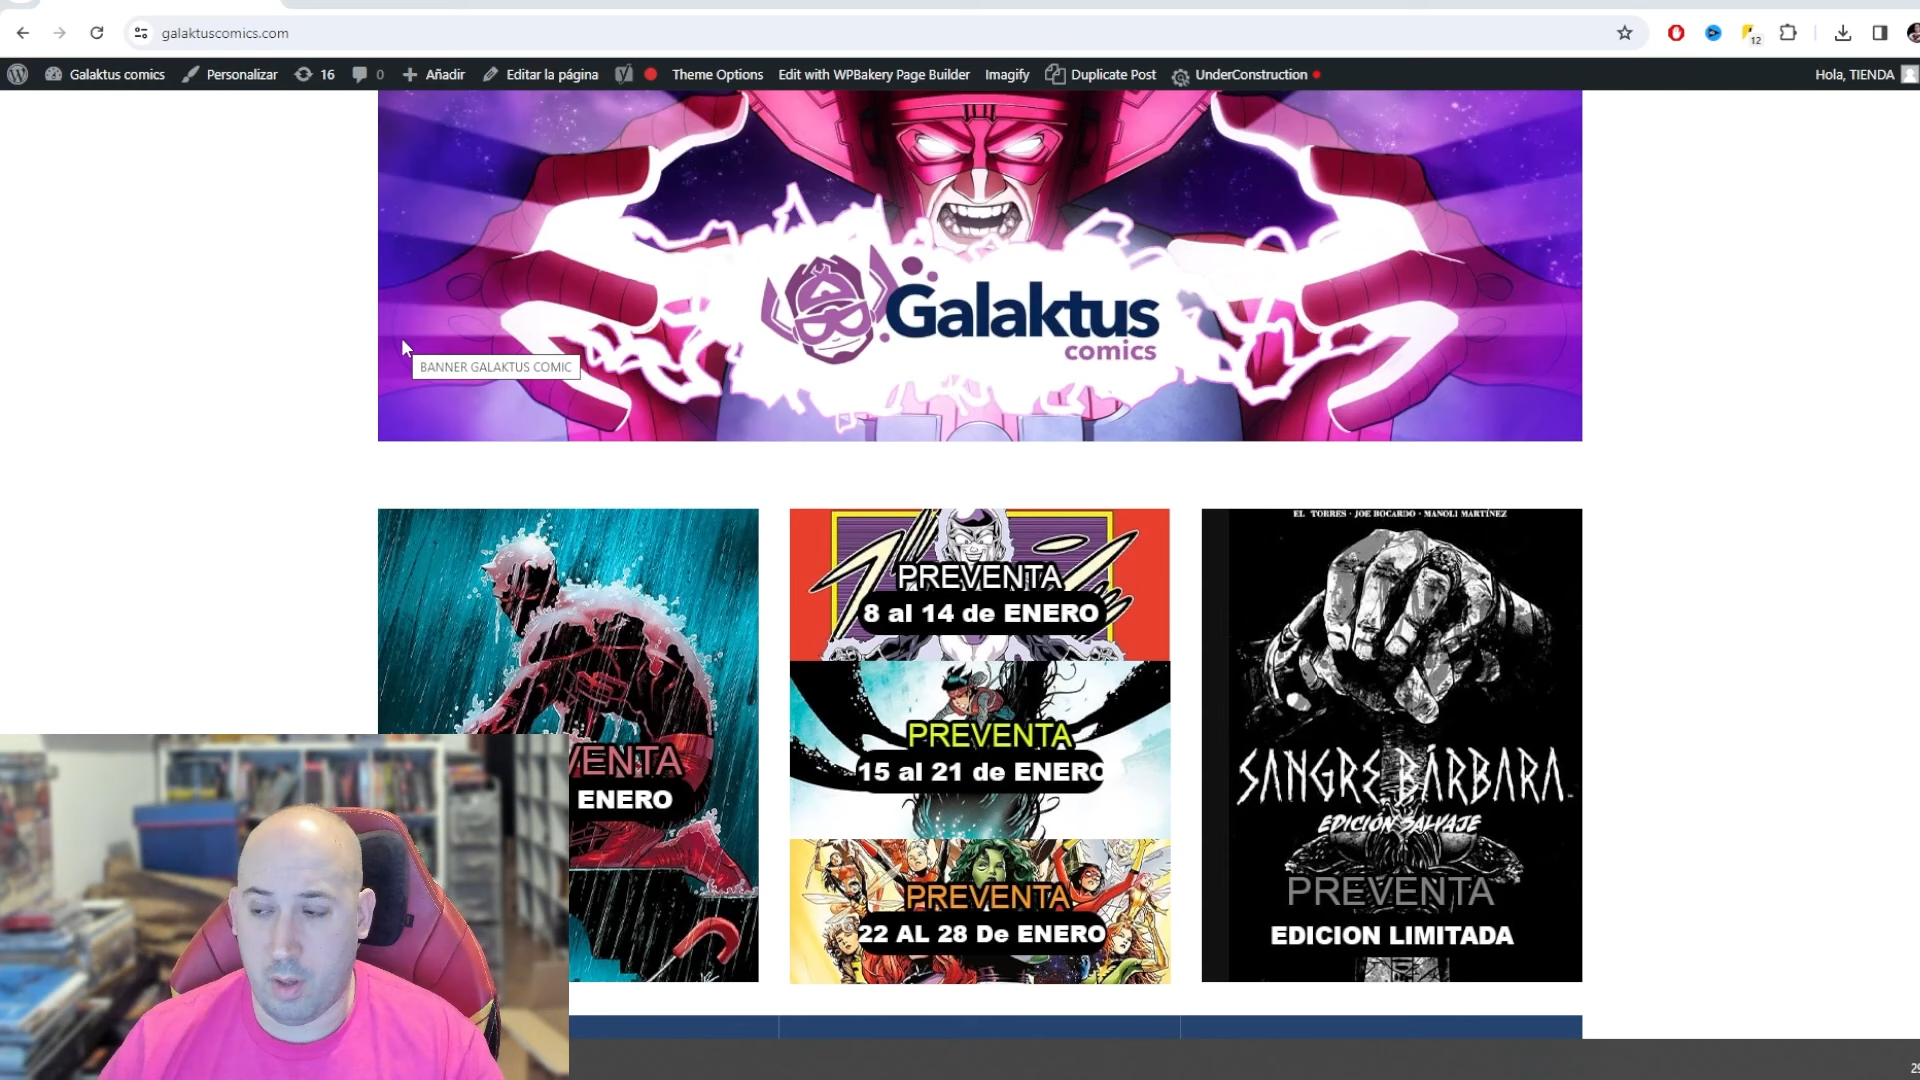 galaktuscomics.com
12
Galaktus comics
Personalizar
16
0
Añadir
Editar la página
Theme Options
Edit with WPBakery Page Builder
Imagify
Duplicate Post
UnderConstruction
Hola, TIENDA
Galaktus
comics
BANNER GALAKTUS COMIC
VENTA
ENERO
PREVENTA
8 al 14 de ENERO
PREVENTA
15 al 21 de ENERO
PREVENTA
22 AL 28 De ENERO
EL TORRES · JOE BOCARDO · MANOLI MARTÍNEZ
SANGRE BÁRBARA
EDICIÓN SALVAJE
PREVENTA
EDICION LIMITADA